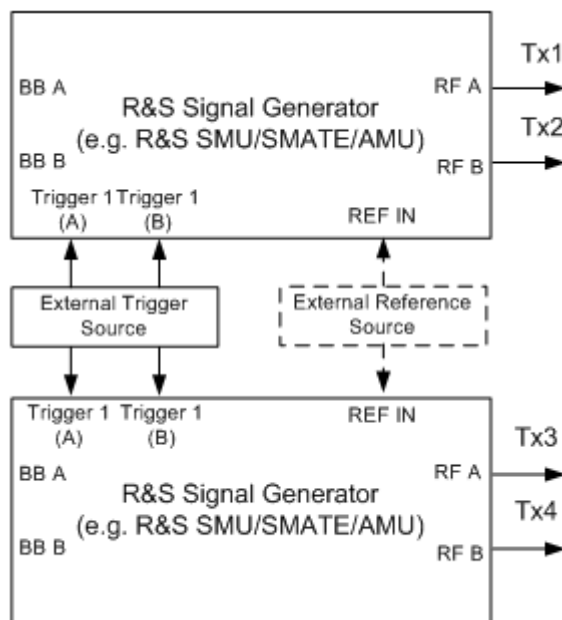 Tx1
BB A
RF A
R&S Signal Generator
(e.g. R&S SMU/SMATE/AMU)
Tx2
BB B
RF B
Trigger 1 Trigger 1
(A) (B)
REF IN
External Trigger
Source
External Reference
Source
Trigger 1 Trigger 1
(A) (B)
REF IN
Tx3
BB A
RF A
R&S Signal Generator
(e.g. R&S SMU/SMATE/AMU)
Tx4
BB B
RF B